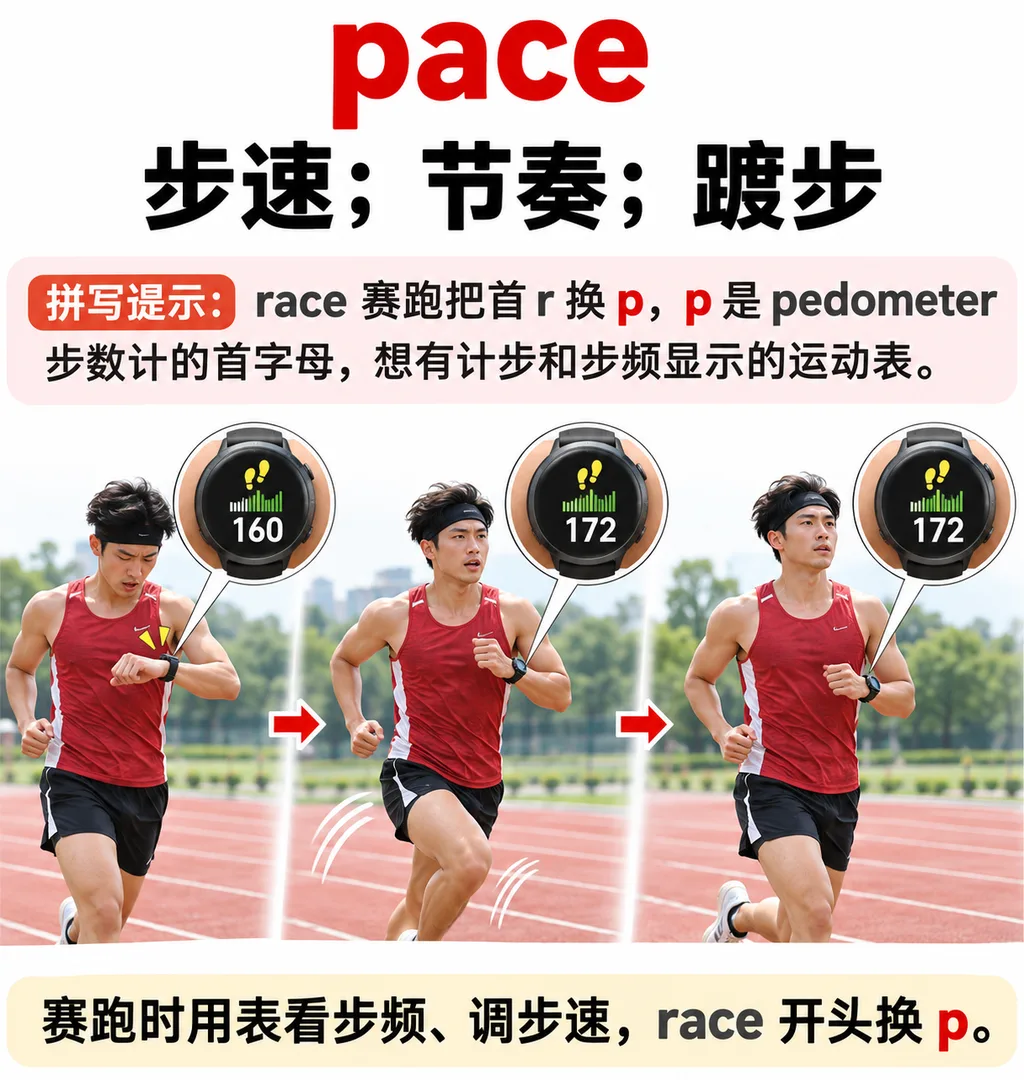 pace
步速；节奏；踱步
拼写提示： race 赛跑把首 r 换 p，p 是 pedometer
步数计的首字母，想有计步和步频显示的运动表。
160
172
172
赛跑时用表看步频、调步速，race 开头换 p。